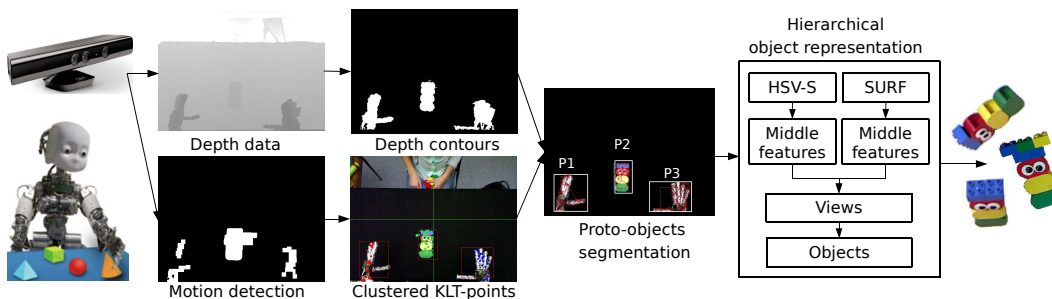 Hierarchical
object representation
HSV-S
SURF
Middle
features
Middle
features
Views
Objects
Depth data
Depth contours
P1
P2
P3
Proto-objects
segmentation
Motion detection
Clustered KLT-points